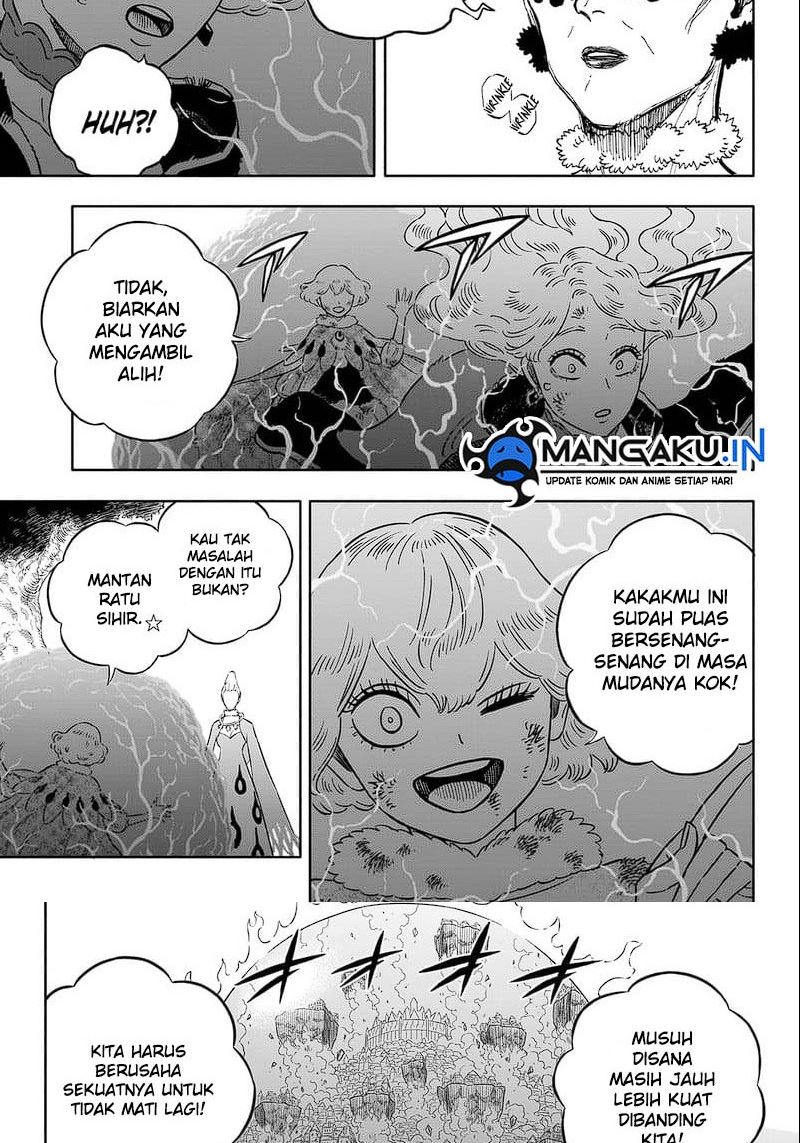 WRINKLE
WRINKLE
HUH?!
TIDAK,
BIARKAN
AKU YANG
MENGAMBIL
ALIH!
MANGAKU.IN
UPDATE KOMIK DAN ANIME SETIAP HARI
KAKAKMU INI
SUDAH PUAS
BERSENANG-
SENANG DI MASA
MUDANYA KOK!
KAU TAK
MASALAH
DENGAN ITU
BUKAN?
MANTAN
RATU
SIHIR.☆
MUSUH
DISANA
MASIH JAUH
LEBIH KUAT
DIBANDING
KITA!
KITA HARUS
BERUSAHA
SEKUATNYA UNTUK
TIDAK MATI LAGI!